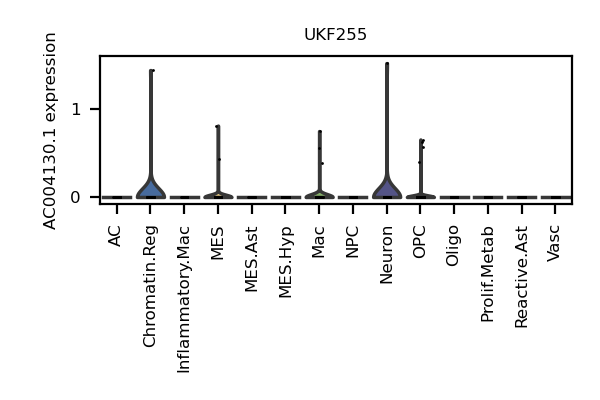 UKF255
AC004130.1 expression
1
0
AC
Chromatin.Reg
Inflammatory.Mac
MES
MES.Ast
MES.Hyp
Mac
NPC
Neuron
OPC
Oligo
Prolif.Metab
Reactive.Ast
Vasc